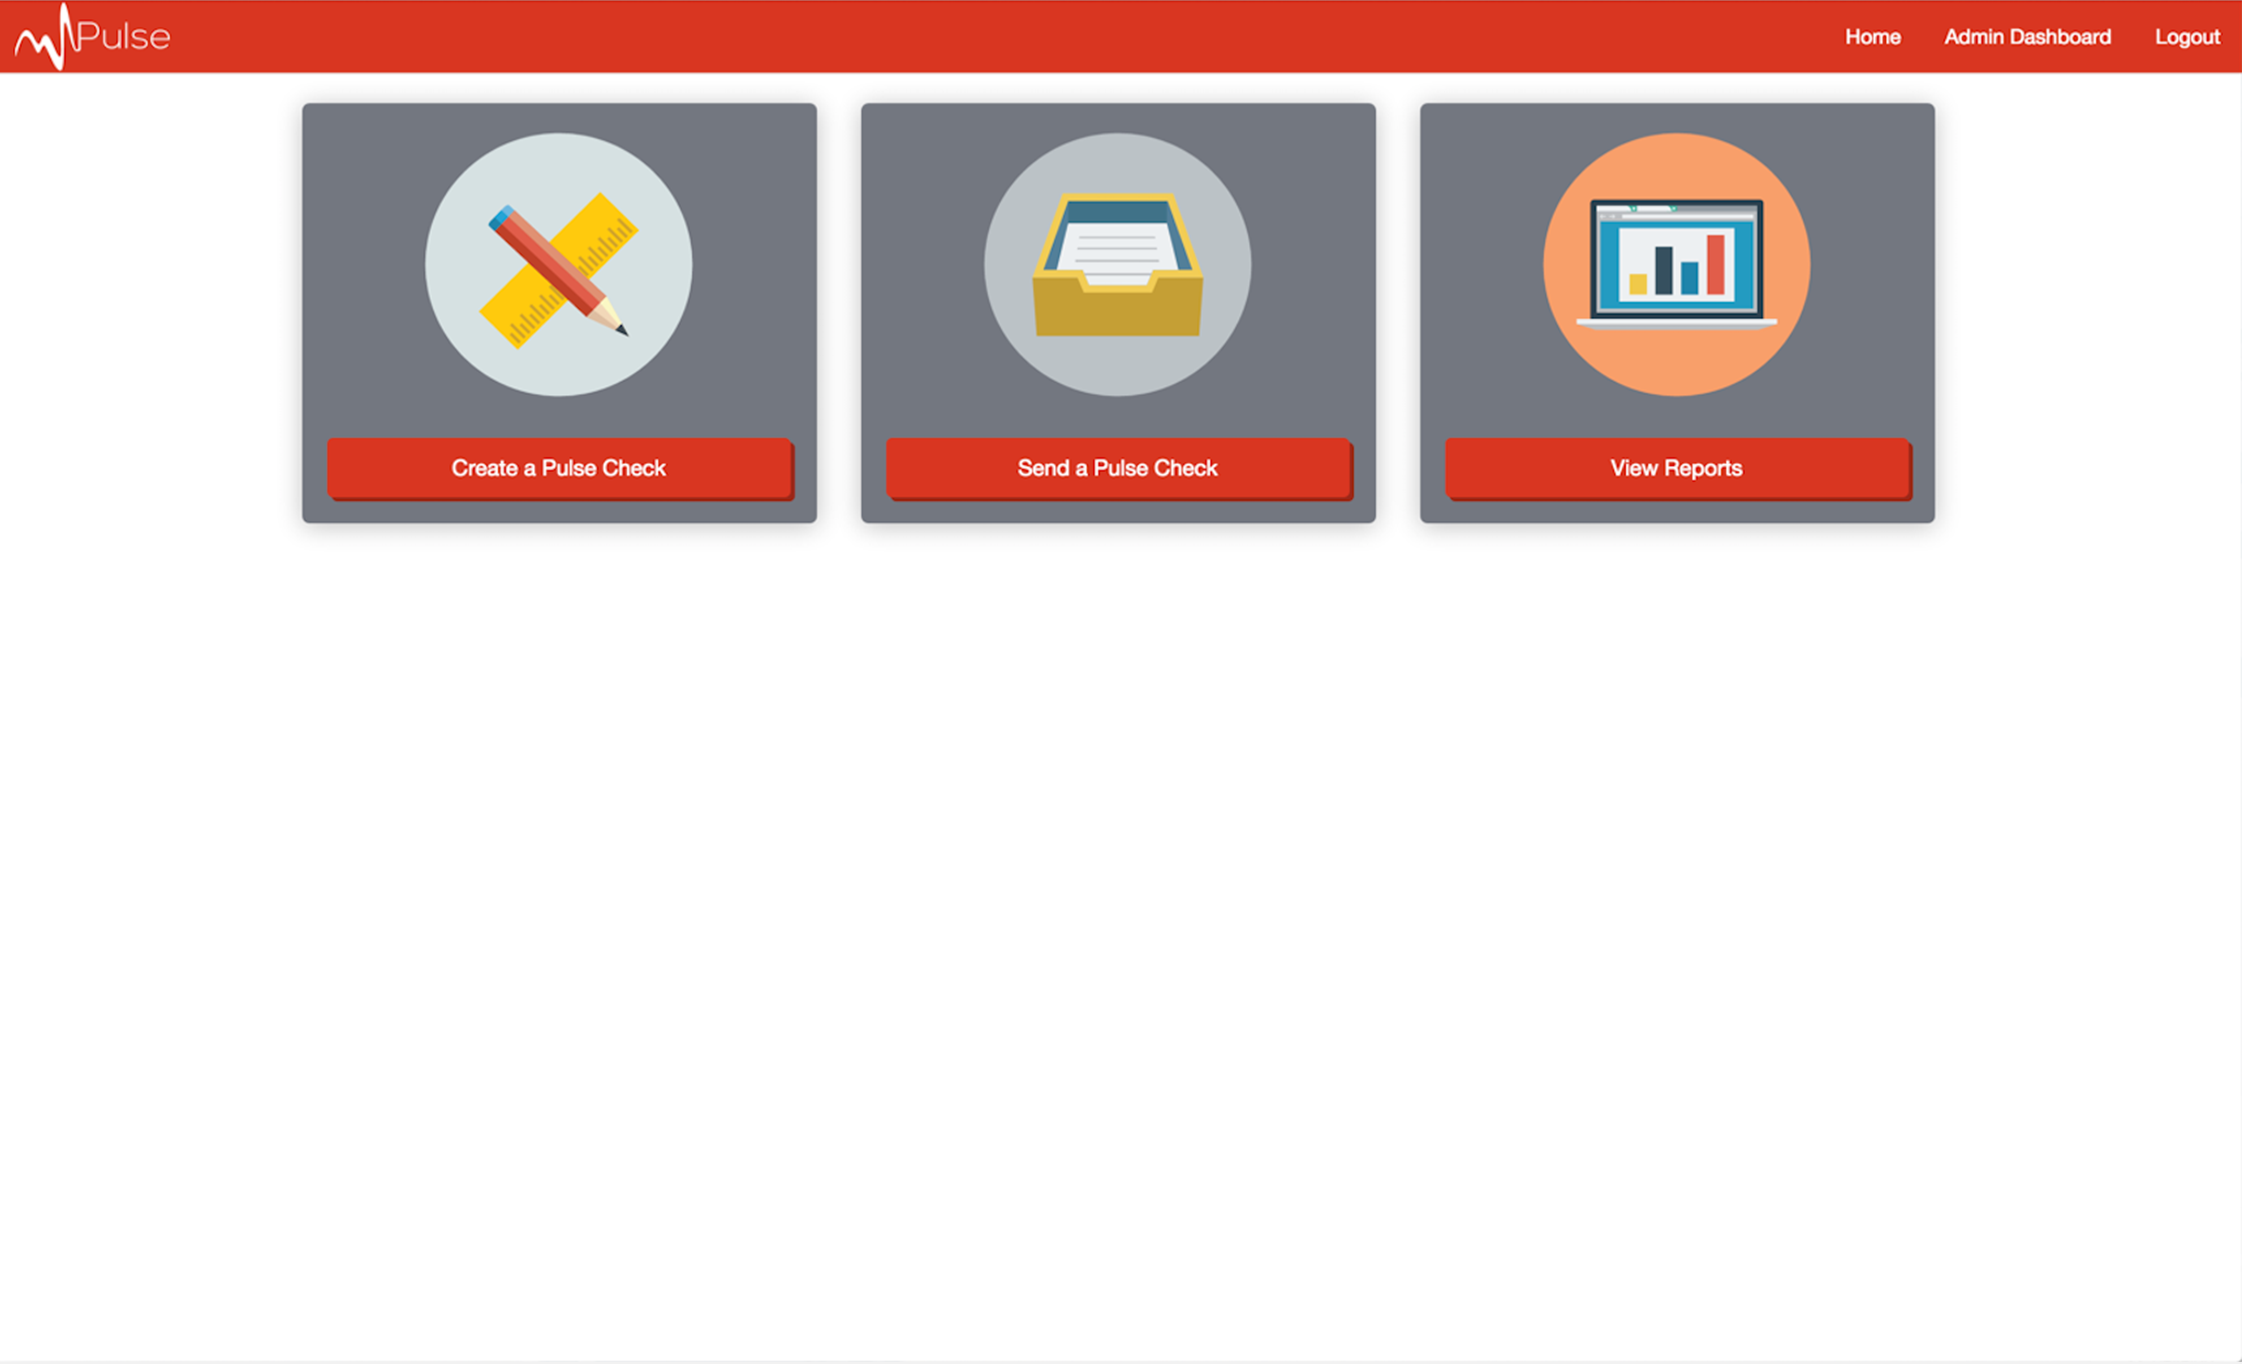 Pulse
Home Admin Dashboard Logout
Create a Pulse Check
Send a Pulse Check
View Reports